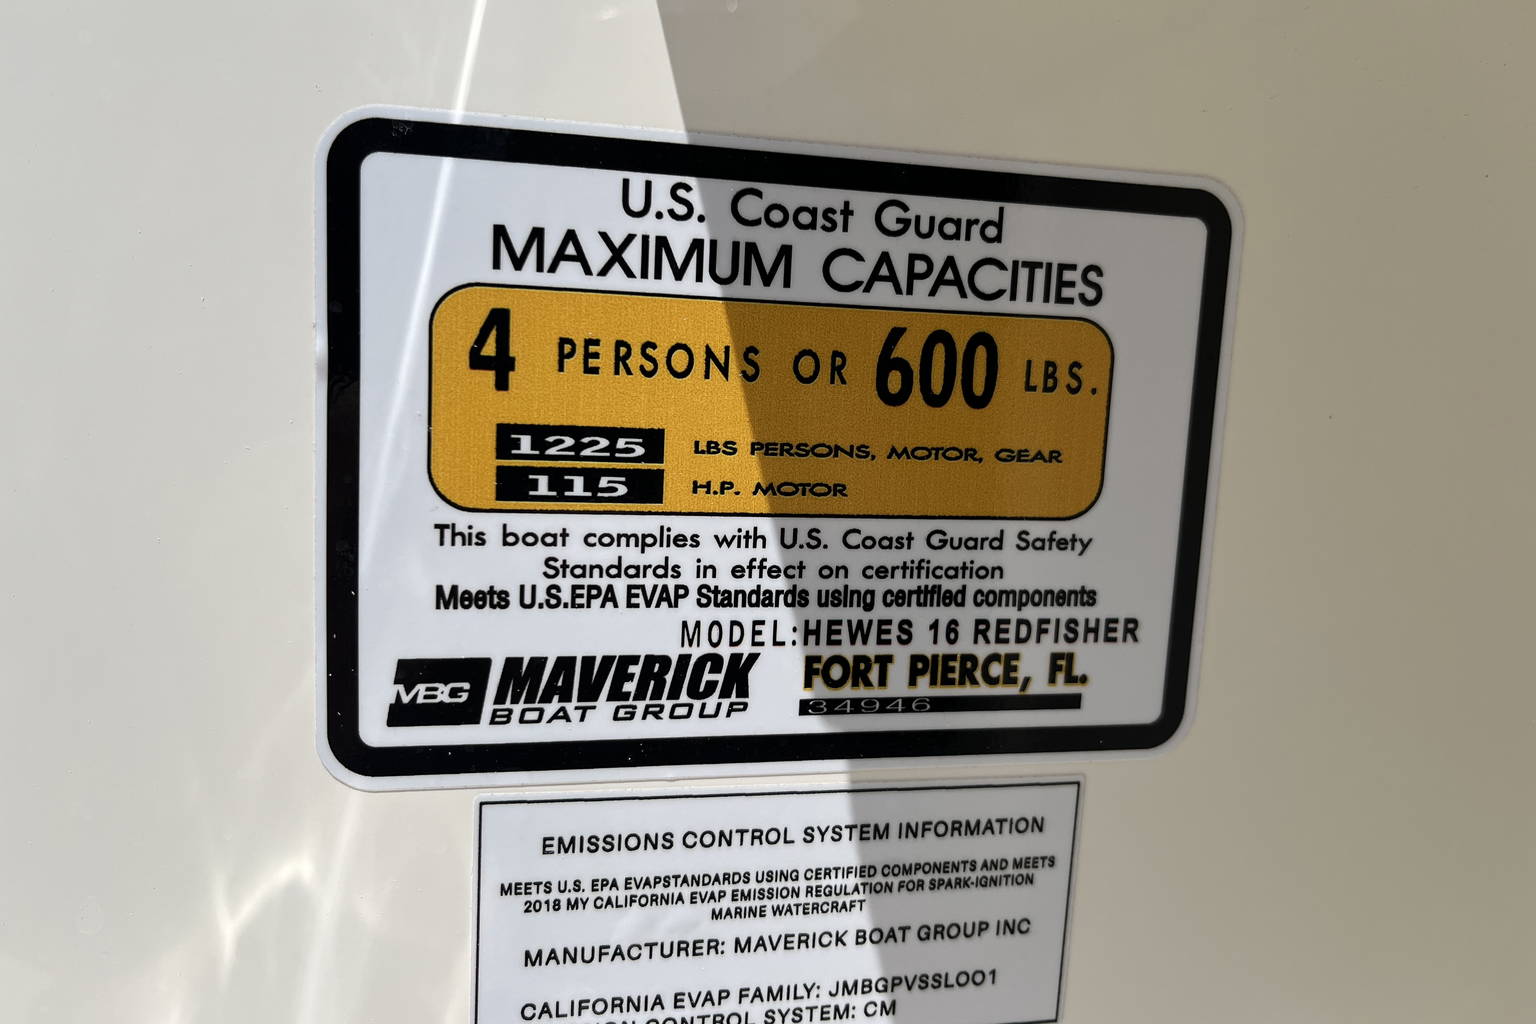 U.S. Coast Guard
MAXIMUM CAPACITIES
4 PERSONS OR 600 LBS.
1225 LBS PERSONS, MOTOR, GEAR
115 H.P. MOTOR
This boat complies with U.S. Coast Guard Safety
Standards in effect on certification
Meets U.S.EPA EVAP Standards using certified components
MODEL:HEWES 16 REDFISHER
MBG MAVERICK BOAT GROUP
FORT PIERCE, FL.
34946
EMISSIONS CONTROL SYSTEM INFORMATION
MEETS U.S. EPA EVAPSTANDARDS USING CERTIFIED COMPONENTS AND MEETS
2018 MY CALIFORNIA EVAP EMISSION REGULATION FOR SPARK-IGNITION
MARINE WATERCRAFT
MANUFACTURER: MAVERICK BOAT GROUP INC
CALIFORNIA EVAP FAMILY: JMBGPVSSL001
CONTROL SYSTEM: CM